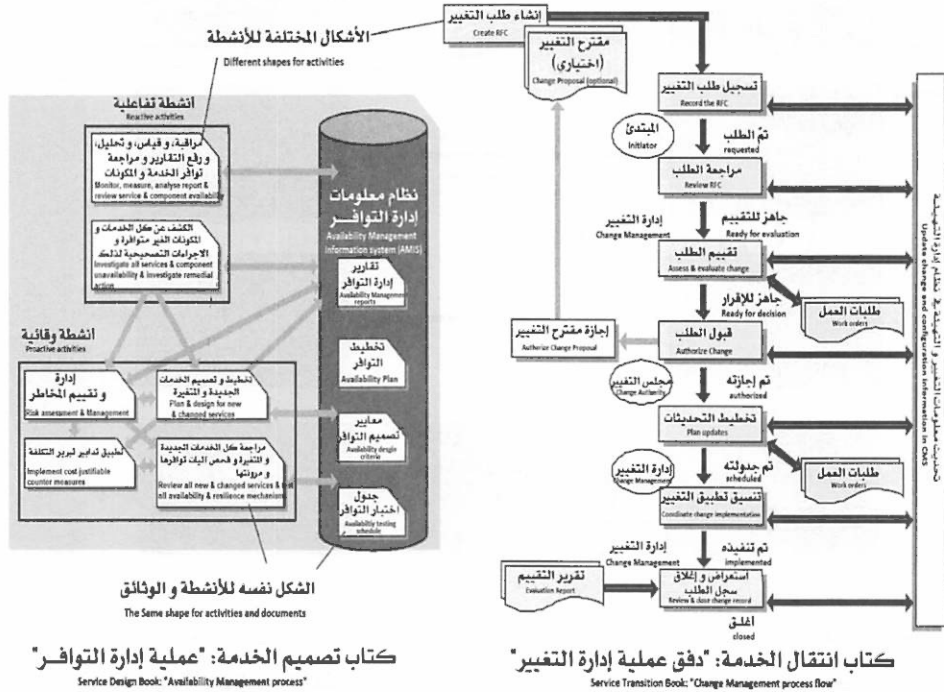 الأشكال المختلفة للأنشطة
Different shapes for activities
أنشطة تفاعلية
Reactive activities
مراقبة، و قياس، و تحليل،
و رفع التقارير و مراجعة
توافر الخدمة و المكونات
Monitor, measure, analyse report &
review service & component availability
الكشف عن كل الخدمات و
المكونات الغير متوافرة و
الاجراءات التصحيحية لذلك
Investigate all services & component
unavailability & investigate remedial
action
أنشطة وقائية
Proactive activities
إدارة
و تقييم المخاطر
Risk assessment & Management
تخطيط و تصميم الخدمات
الجديدة و المتغيرة
Plan & design for new
& changed services
تطبيق تدابير تبرير التكلفة
Implement cost justifiable
counter measures
مراجعة كل الخدمات الجديدة
و المتغيرة و فحص آليات توافرها
و مرونتها
Review all new & changed services & test
all availability & resilience mechanisms
نظام معلومات
إدارة التوافــر
Availability Management
Information system (AMIS)
تقارير
إدارة التوافر
Availability Management
reports
تخطيط
التوافر
Availability Plan
معايير
تصميم التوافر
Availability desgin
criteria
جدول
اختبار التوافر
Availability testing
schedule
الشكل نفسه للأنشطة و الوثائق
The Same shape for activities and documents
كتاب تصميم الخدمة: "عملية إدارة التوافــر"
Service Design Book: "Availability Management process"
إنشاء طلب التغيير
Create RFC
مقترح التغيير
(اختياري)
Change Proposal (optional)
تسجيل طلب التغيير
Record the RFC
المبتدئ
Initiator
تمّ الطلب
requested
مراجعة الطلب
Review RFC
إدارة التغيير
Change Management
جاهز للتقييم
Ready for evaluation
تقييم الطلب
Assess & evaluate change
جاهز للإقرار
Ready for decision
طلبات العمل
Work orders
إجازة مقترح التغيير
Authorize Change Proposal
قبول الطلب
Authorize Change
مجلس التغيير
Change Authority
تم إجازته
authorized
تخطيط التحديثات
Plan updates
إدارة التغيير
Change Management
تم جدولته
scheduled
طلبات العمل
Work orders
تنسيق تطبيق التغيير
Coordinate change implementation
إدارة التغيير
Change Management
تم تنفيذه
implemented
تقرير التقييم
Evaluation Report
استعراض و إغلاق
سجل الطلب
Review & close change record
أغلـق
closed
تحديث معلومات التغيير و التهيئة في نظام إدارة التهيئـة
Update change and configuration information in CMS
كتاب انتقال الخدمة: "دفق عملية إدارة التغيير"
Service Transition Book: "Change Management process flow"